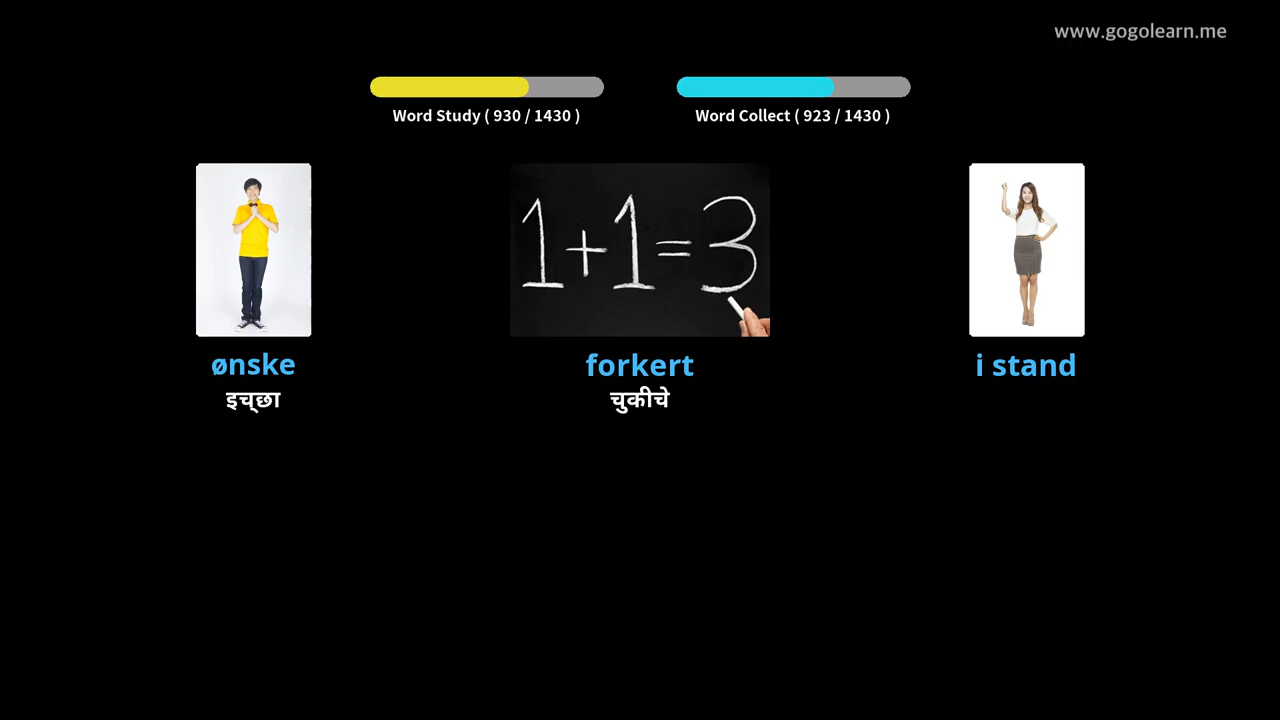 www.gogolearn.me
Word Study ( 930 / 1430 )
Word Collect ( 923 / 1430 )
1+1=3
ønske
forkert
i stand
इच्छा
चुकीचे